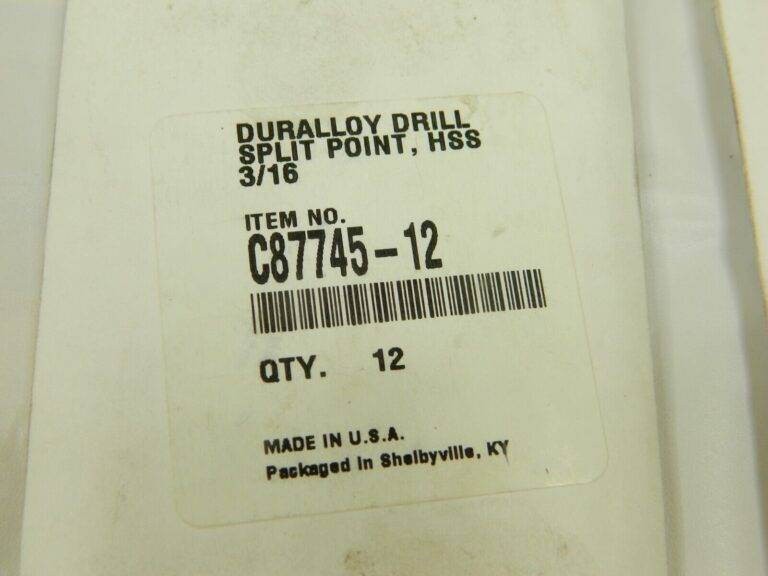 DURALLOY DRILL
SPLIT POINT, HSS
3/16
ITEM NO.
C87745-12
QTY. 12
MADE IN U.S.A.
Packaged in Shelbyville, KY